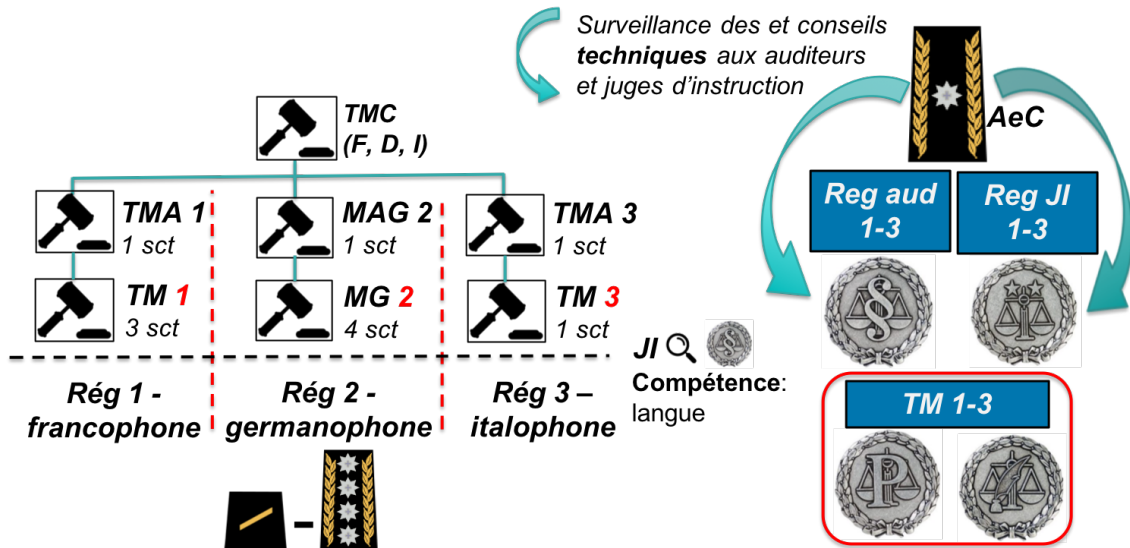 Surveillance des et conseils
techniques aux auditeurs
et juges d'instruction
AeC
TMC
(F, D, I)
TMA 1
1 sct
MAG 2
1 sct
TMA 3
1 sct
TM 1
3 sct
MG 2
4 sct
TM 3
1 sct
Rég 1 -
francophone
Rég 2 -
germanophone
Rég 3 –
italophone
JI
Compétence:
langue
Reg aud
1-3
Reg JI
1-3
TM 1-3